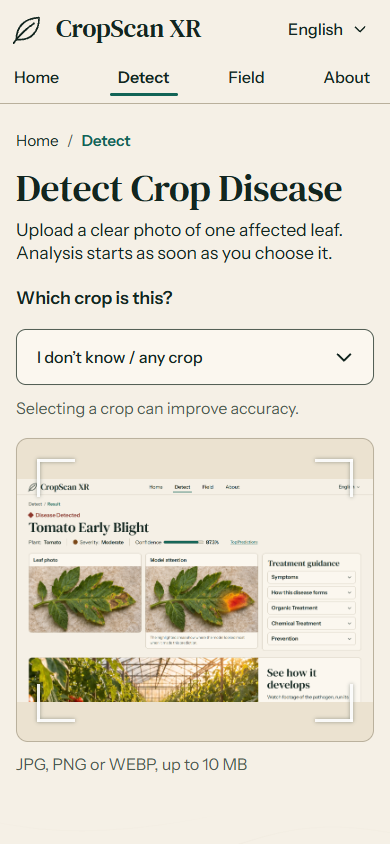 CropScan XR
English
Home
Detect
Field
About
Home / Detect
Detect Crop Disease
Upload a clear photo of one affected leaf.
Analysis starts as soon as you choose it.
Which crop is this?
I don't know / any crop
Selecting a crop can improve accuracy.
CropScan XR
Home
Detect
Field
About
Detect / Result
Disease Detected
Tomato Early Blight
Plant: Tomato
Severity: Moderate
Confidence
Leaf photo
Model attention
Treatment guidance
Symptoms
How this disease forms
Organic Treatment
Chemical Treatment
Prevention
See how it
develops
JPG, PNG or WEBP, up to 10 MB